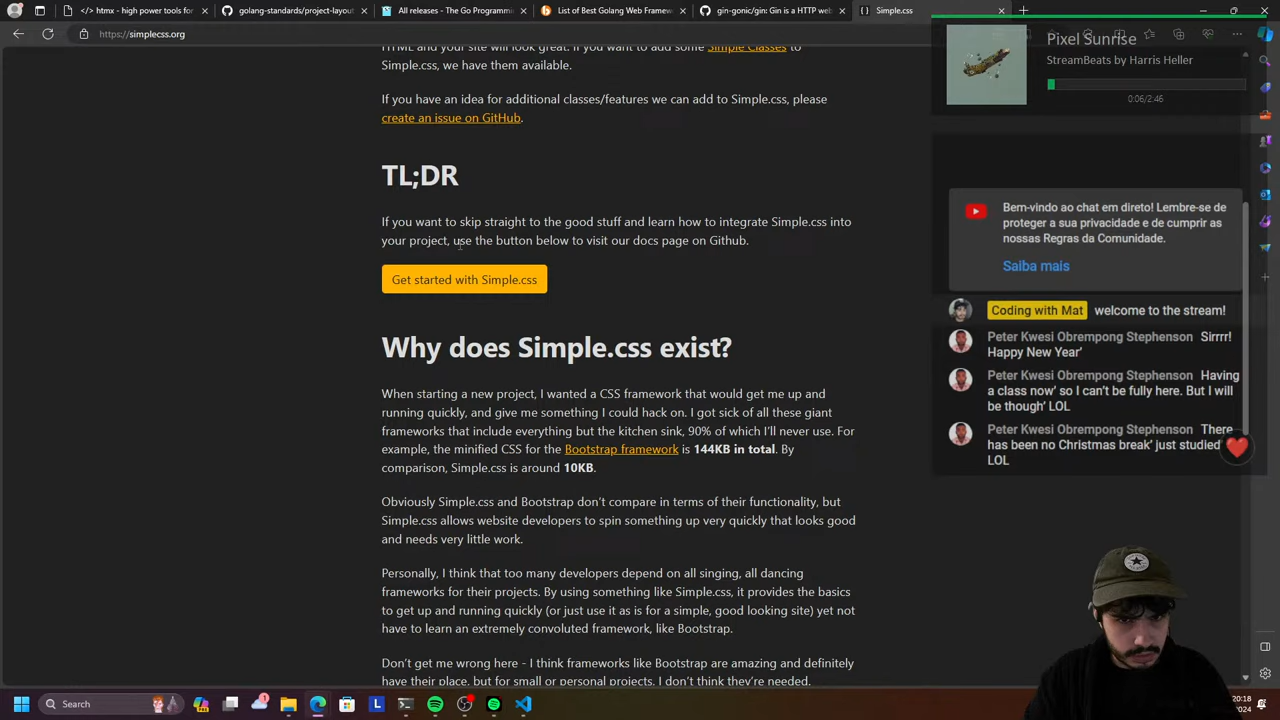 </> htmx - high power tools for
golang-standards/project-layou
All releases - The Go Programm
List of Best Golang Web Framew
gin-gonic/gin: Gin is a HTTP web
Simple.css
https://simplecss.org
HTML and your site will look great. If you want to add some Simple Classes to
Simple.css, we have them available.
If you have an idea for additional classes/features we can add to Simple.css, please
create an issue on GitHub.
TL;DR
If you want to skip straight to the good stuff and learn how to integrate Simple.css into
your project, use the button below to visit our docs page on Github.
Get started with Simple.css
Why does Simple.css exist?
When starting a new project, I wanted a CSS framework that would get me up and
running quickly, and give me something I could hack on. I got sick of all these giant
frameworks that include everything but the kitchen sink, 90% of which I'll never use. For
example, the minified CSS for the Bootstrap framework is 144KB in total. By
comparison, Simple.css is around 10KB.
Obviously Simple.css and Bootstrap don't compare in terms of their functionality, but
Simple.css allows website developers to spin something up very quickly that looks good
and needs very little work.
Personally, I think that too many developers depend on all singing, all dancing
frameworks for their projects. By using something like Simple.css, it provides the basics
to get up and running quickly (or just use it as is for a simple, good looking site) yet not
have to learn an extremely convoluted framework, like Bootstrap.
Don't get me wrong here - I think frameworks like Bootstrap are amazing and definitely
have their place, but for small or personal projects, I don't think they're needed.
Pixel Sunrise
StreamBeats by Harris Heller
0:06/2:46
Bem-vindo ao chat em direto! Lembre-se de
proteger a sua privacidade e de cumprir as
nossas Regras da Comunidade.
Saiba mais
Coding with Mat welcome to the stream!
Peter Kwesi Obrempong Stephenson Sirrrr!
Happy New Year'
Peter Kwesi Obrempong Stephenson Having
a class now' so I can't be fully here. But I will
be though' LOL
Peter Kwesi Obrempong Stephenson There
has been no Christmas break' just studied
LOL
Search
20:18
2024